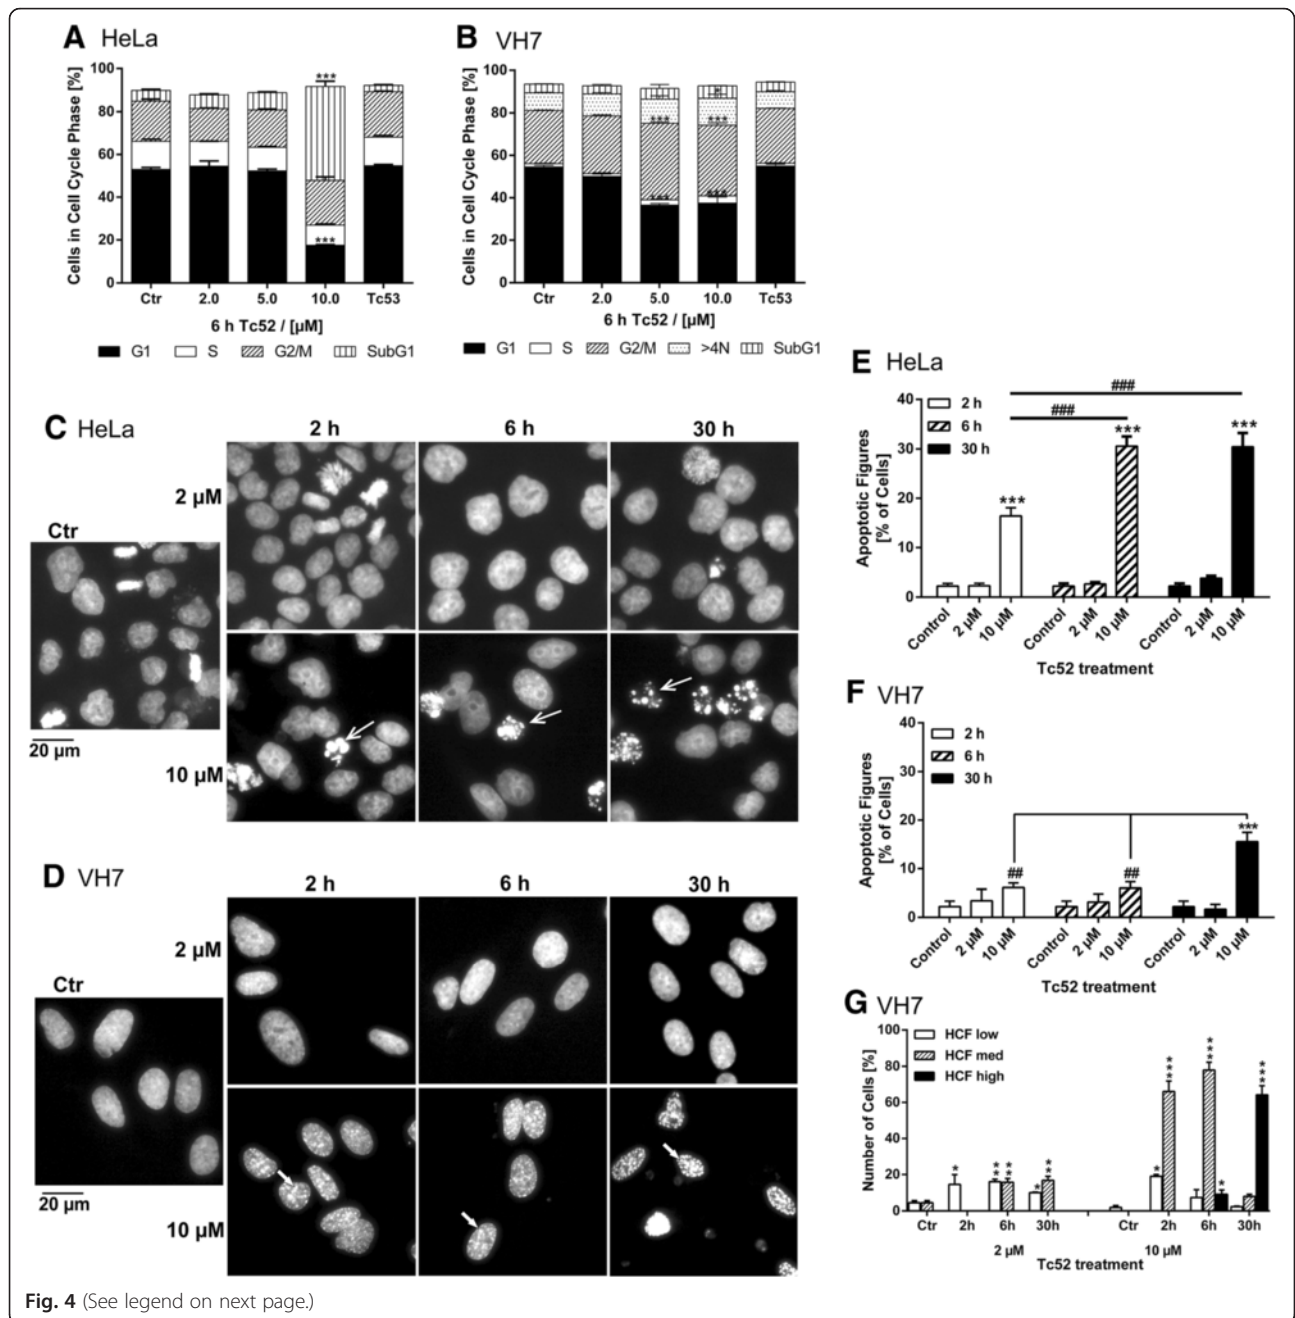 A HeLa
Cells in Cell Cycle Phase [%]
100
80
60
40
20
0
***
***
Ctr 2.0 5.0 10.0 Tc53
6 h Tc52 / [µM]
G1 S G2/M SubG1
B VH7
Cells in Cell Cycle Phase [%]
100
80
60
40
20
0
*
*** ***
*** ***
Ctr 2.0 5.0 10.0 Tc53
6 h Tc52 / [µM]
G1 S G2/M >4N SubG1
C HeLa
2 h 6 h 30 h
2 µM
Ctr
20 µm
10 µM
D VH7
2 h 6 h 30 h
2 µM
Ctr
20 µm
10 µM
E HeLa
Apoptotic Figures
[% of Cells]
40
30
20
10
0
2 h
6 h
30 h
###
###
*** *** ***
Control 2 µM 10 µM Control 2 µM 10 µM Control 2 µM 10 µM
Tc52 treatment
F VH7
Apoptotic Figures
[% of Cells]
40
30
20
10
0
2 h
6 h
30 h
## ## ***
Control 2 µM 10 µM Control 2 µM 10 µM Control 2 µM 10 µM
Tc52 treatment
G VH7
Number of Cells [%]
100
80
60
40
20
0
HCF low
HCF med
HCF high
* ** ** * ** * *** *** * ***
Ctr 2h 6h 30h Ctr 2h 6h 30h
2 µM 10 µM
Tc52 treatment
Fig. 4 (See legend on next page.)